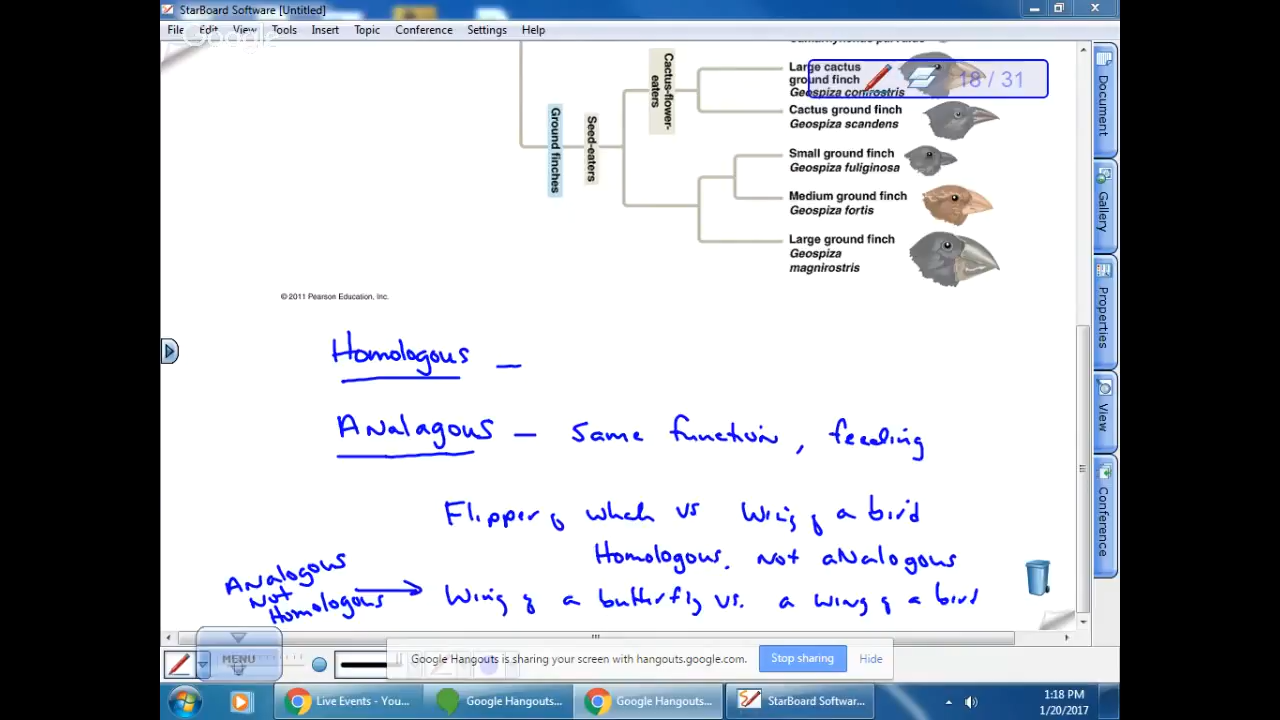 StarBoard Software [Untitled]
File Edit View Tools Insert Topic Conference Settings Help
Google
Large cactus
ground finch
Geospiza conirostris
18 / 31
Cactus ground finch
Geospiza scandens
Small ground finch
Geospiza fuliginosa
Medium ground finch
Geospiza fortis
Large ground finch
Geospiza
magnirostris
Cactus-flower-
eaters
Seed-eaters
Ground finches
© 2011 Pearson Education, Inc.
Homologous –
Analagous – same function, feeding
Flipper of whale vs Wing of a bird
Homologous. not analogous
Analogous
Not
Homologous
Wing of a butterfly vs. a wing of a bird
Document
Gallery
Properties
View
Conference
MENU
Google Hangouts is sharing your screen with hangouts.google.com. Stop sharing Hide
Live Events - You... Google Hangouts... Google Hangouts... StarBoard Softwar...
1:18 PM
1/20/2017